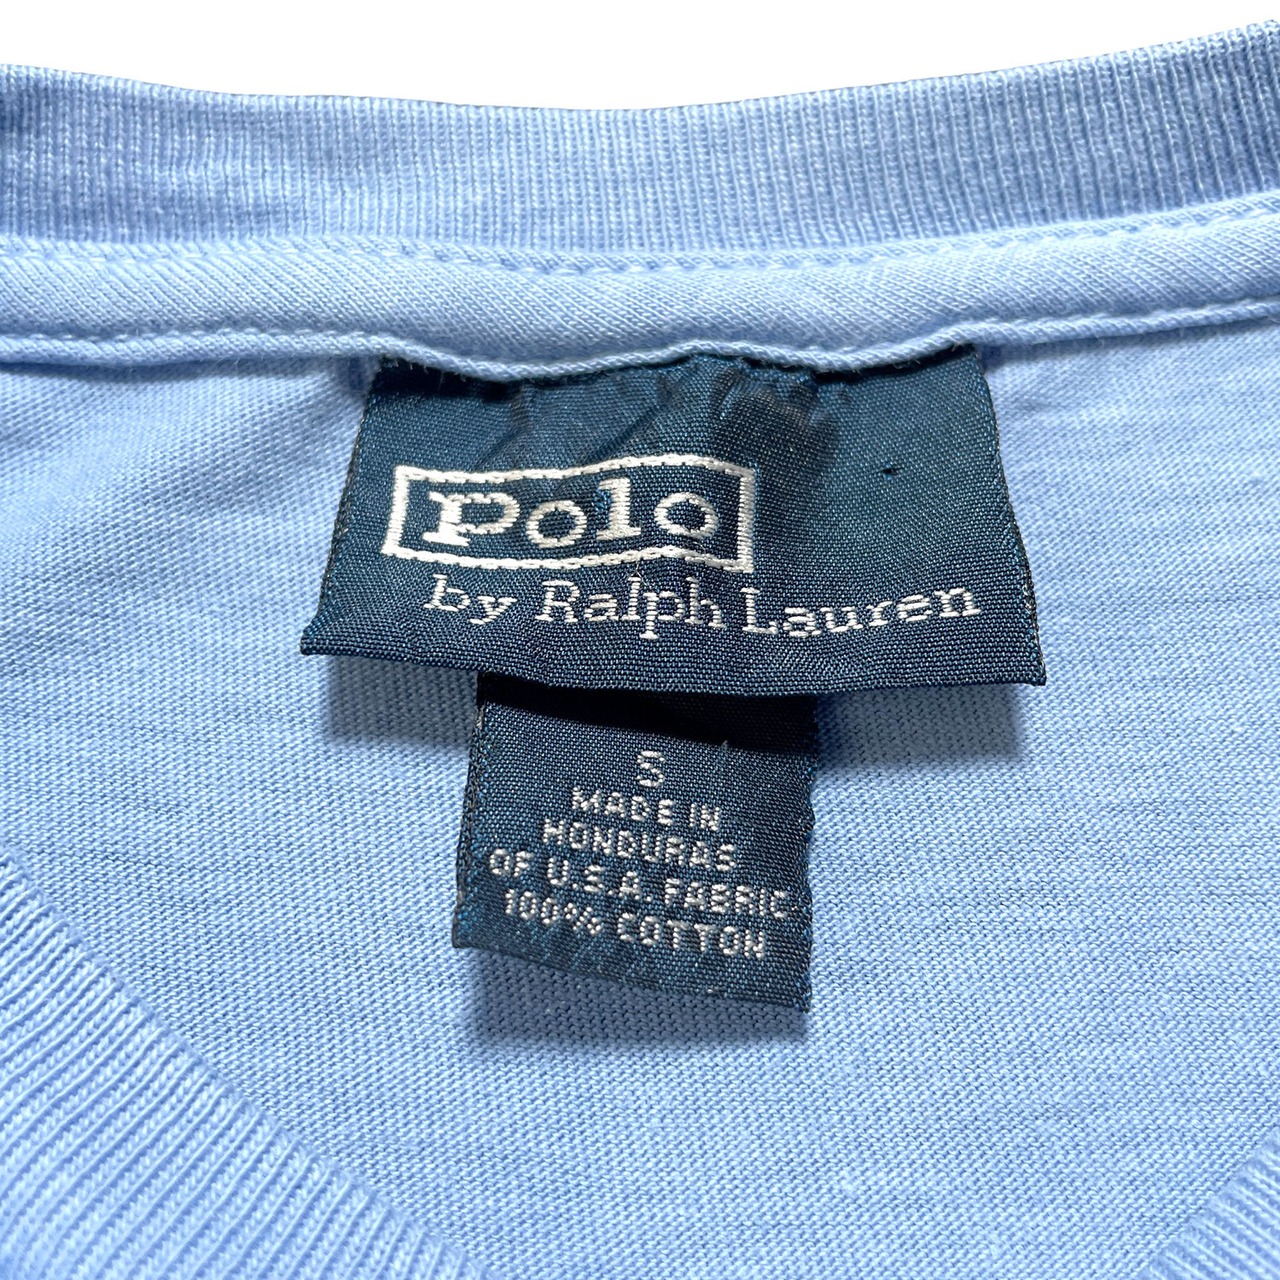 Polo
by Ralph Lauren
S
MADE IN
HONDURAS
OF U.S.A. FABRIC
100% COTTON